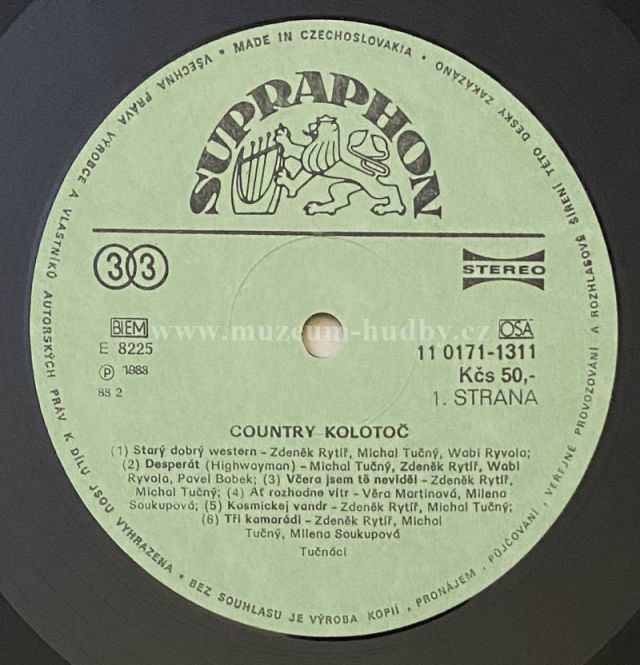 VŠECHNA PRÁVA VÝROBCE A VLASTNÍKŮ AUTORSKÝCH PRÁV K DÍLU JSOU VYHRAZENA • BEZ SOUHLASU JE VÝROBA KOPIÍ, PRONÁJEM, PŮJČOVÁNÍ, VEŘEJNÉ PROVOZOVÁNÍ A ROZHLASOVÉ ŠÍŘENÍ TÉTO DESKY ZAKÁZÁNO • MADE IN CZECHOSLOVAKIA •
SUPRAPHON
33
STEREO
www.muzeum-hudby.cz
BIEM
OSA
E 8225
11 0171-1311
Ⓟ 1988
Kčs 50,-
88 2
1. STRANA
COUNTRY KOLOTOČ
(1) Starý dobrý western – Zdeněk Rytíř, Michal Tučný, Wabi Ryvola;
(2) Desperát (Highwayman) – Michal Tučný, Zdeněk Rytíř, Wabi
Ryvola, Pavel Bobek; (3) Včera jsem tě neviděl – Zdeněk Rytíř,
Michal Tučný; (4) Ať rozhodne vítr – Věra Martinová, Milena
Soukupová; (5) Kosmickej vandr – Zdeněk Rytíř, Michal Tučný;
(6) Tři kamarádi – Zdeněk Rytíř, Michal
Tučný, Milena Soukupová
Tučňáci